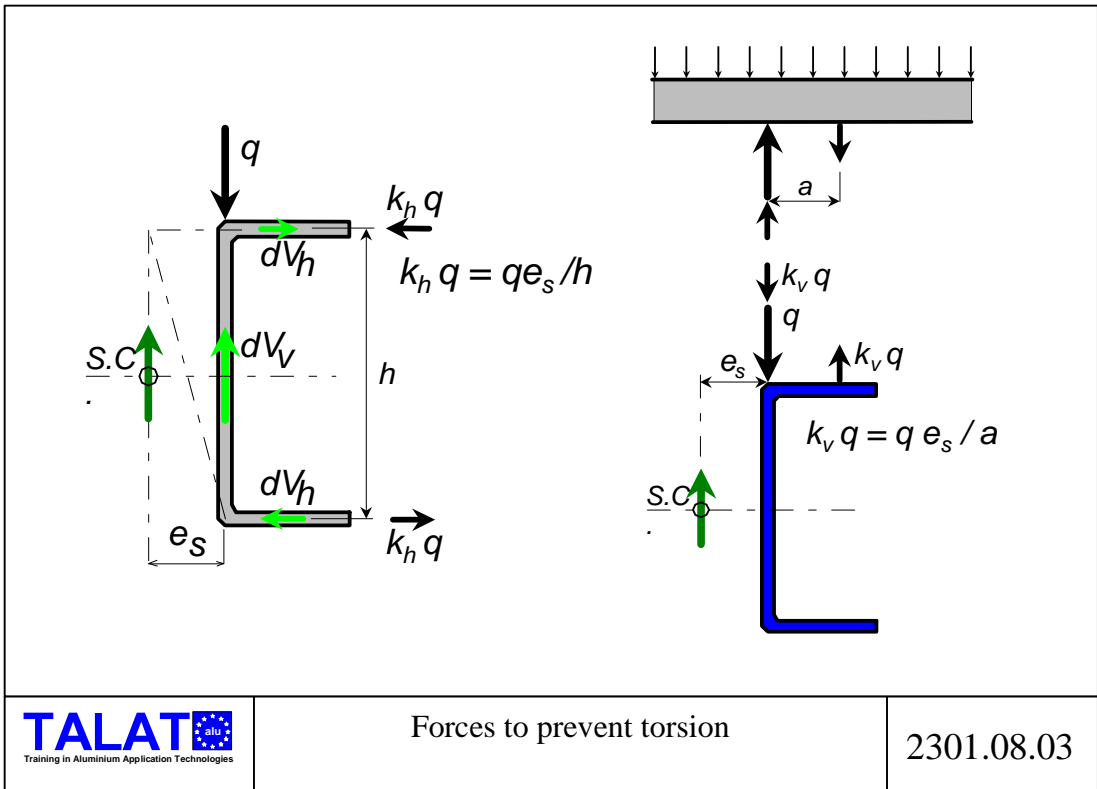 q
k_h q
dV_h
k_h q = q e_s / h
S.C
.
dV_v
h
dV_h
e_s
k_h q
a
k_v q
q
e_s
k_v q
k_v q = q e_s / a
S.C
.
TALAT alu
Training in Aluminium Application Technologies
Forces to prevent torsion
2301.08.03